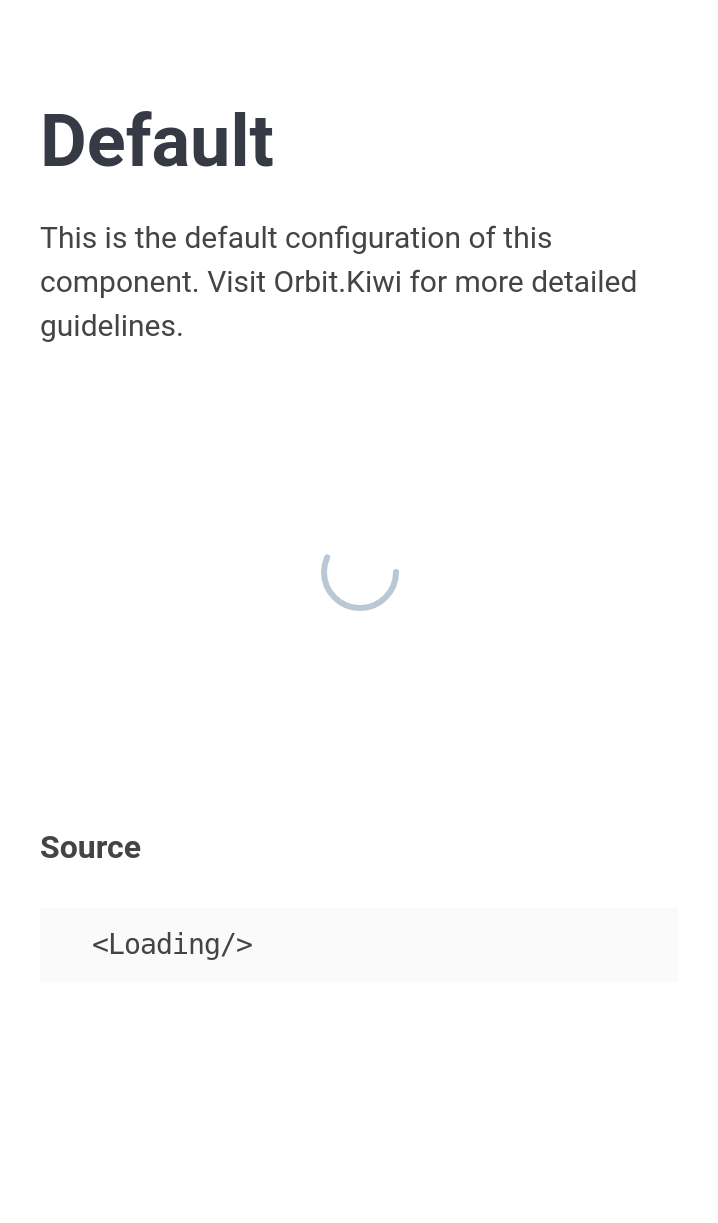 Default
This is the default configuration of this
component. Visit Orbit.Kiwi for more detailed
guidelines.
Source
<Loading/>